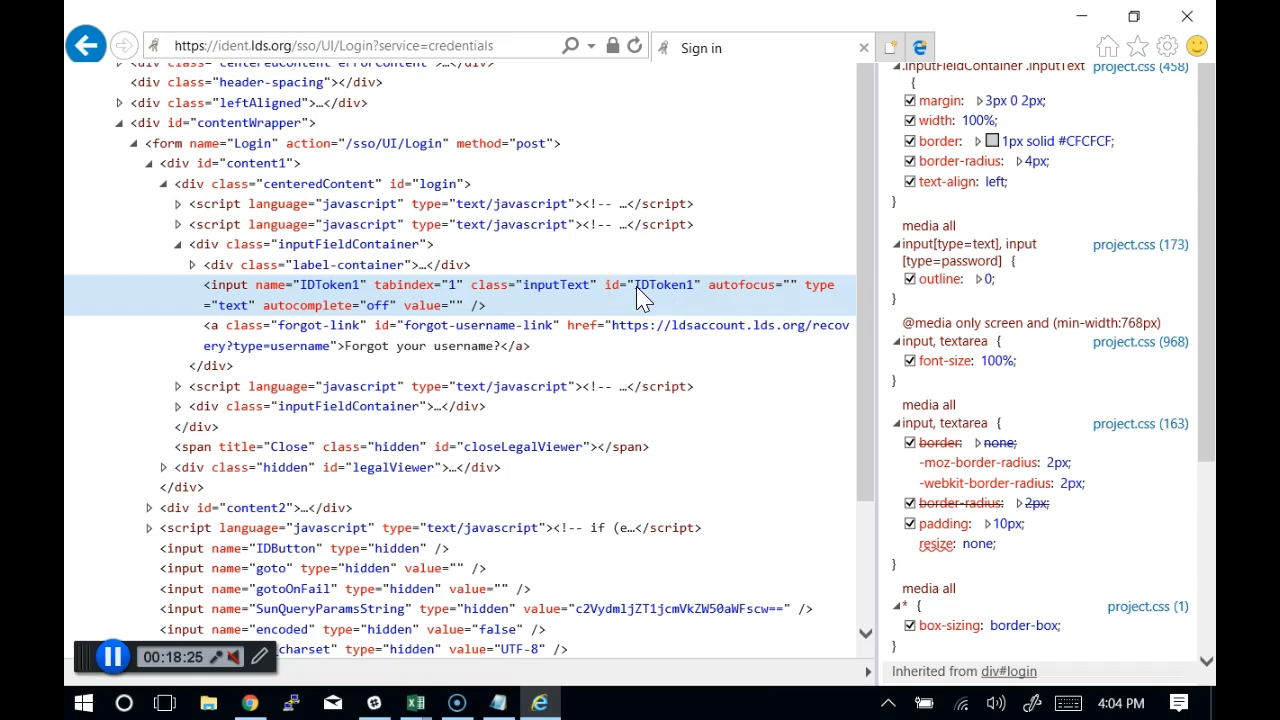 https://ident.lds.org/sso/UI/Login?service=credentials
Sign in
<div class="centeredContent errorContent">…</div>
<div class="header-spacing"></div>
<div class="leftAligned">…</div>
<div id="contentWrapper">
<form name="Login" action="/sso/UI/Login" method="post">
<div id="content1">
<div class="centeredContent" id="login">
<script language="javascript" type="text/javascript"><!-- …</script>
<script language="javascript" type="text/javascript"><!-- …</script>
<div class="inputFieldContainer">
<div class="label-container">…</div>
<input name="IDToken1" tabindex="1" class="inputText" id="IDToken1" autofocus="" type
="text" autocomplete="off" value="" />
<a class="forgot-link" id="forgot-username-link" href="https://ldsaccount.lds.org/recov
ery?type=username">Forgot your username?</a>
</div>
<script language="javascript" type="text/javascript"><!-- …</script>
<div class="inputFieldContainer">…</div>
</div>
<span title="Close" class="hidden" id="closeLegalViewer"></span>
<div class="hidden" id="legalViewer">…</div>
</div>
<div id="content2">…</div>
<script language="javascript" type="text/javascript"><!-- if (e…</script>
<input name="IDButton" type="hidden" />
<input name="goto" type="hidden" value="" />
<input name="gotoOnFail" type="hidden" value="" />
<input name="SunQueryParamsString" type="hidden" value="c2VydmljZT1jcmVkZW50aWFscw==" />
<input name="encoded" type="hidden" value="false" />
charset" type="hidden" value="UTF-8" />
.inputFieldContainer .inputText project.css (458)
{
margin: 3px 0 2px;
width: 100%;
border: 1px solid #CFCFCF;
border-radius: 4px;
text-align: left;
}
media all
input[type=text], input project.css (173)
[type=password] {
outline: 0;
}
@media only screen and (min-width:768px)
input, textarea { project.css (968)
font-size: 100%;
}
media all
input, textarea { project.css (163)
border: none;
-moz-border-radius: 2px;
-webkit-border-radius: 2px;
border-radius: 2px;
padding: 10px;
resize: none;
}
media all
* { project.css (1)
box-sizing: border-box;
}
Inherited from div#login
00:18:25
4:04 PM